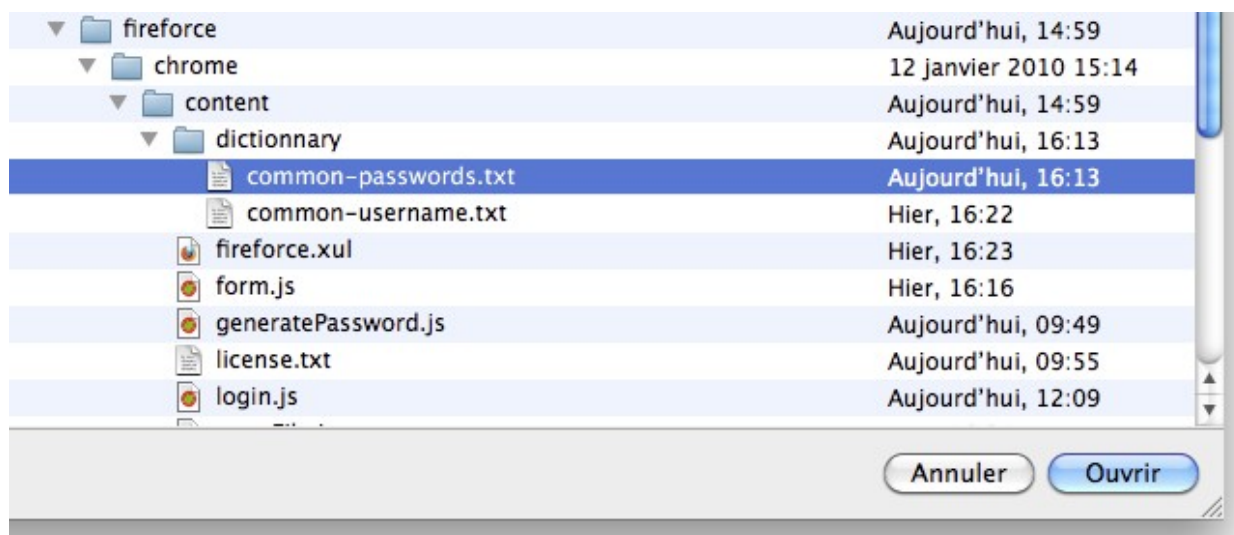 fireforce Aujourd'hui, 14:59
chrome 12 janvier 2010 15:14
content Aujourd'hui, 14:59
dictionnary Aujourd'hui, 16:13
common-passwords.txt Aujourd'hui, 16:13
common-username.txt Hier, 16:22
fireforce.xul Hier, 16:23
form.js Hier, 16:16
generatePassword.js Aujourd'hui, 09:49
license.txt Aujourd'hui, 09:55
login.js Aujourd'hui, 12:09
Annuler Ouvrir